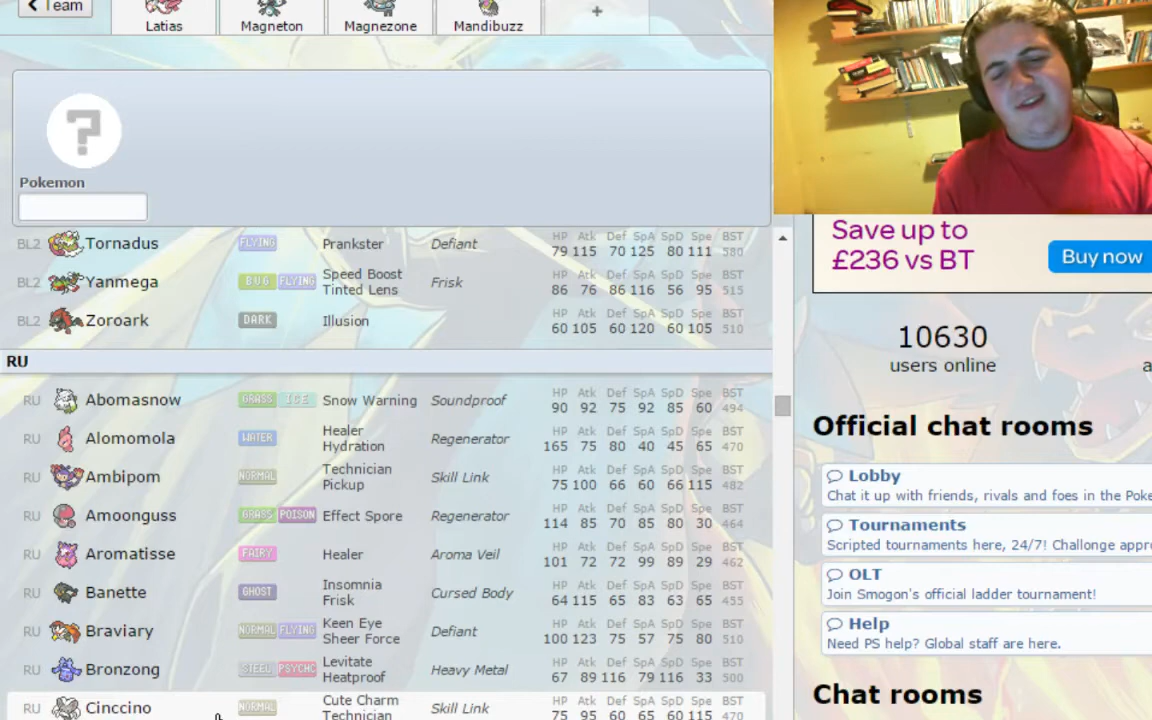 Team
Latias Magneton Magnezone Mandibuzz +
?
Pokemon
BL2 Tornadus FLYING Prankster Defiant HP 79 Atk 115 Def 70 SpA 125 SpD 80 Spe 111 BST 580
BL2 Yanmega BUG FLYING Speed Boost Tinted Lens Frisk HP 86 Atk 76 Def 86 SpA 116 SpD 56 Spe 95 BST 515
BL2 Zoroark DARK Illusion HP 60 Atk 105 Def 60 SpA 120 SpD 60 Spe 105 BST 510
RU
RU Abomasnow GRASS ICE Snow Warning Soundproof HP 90 Atk 92 Def 75 SpA 92 SpD 85 Spe 60 BST 494
RU Alomomola WATER Healer Hydration Regenerator HP 165 Atk 75 Def 80 SpA 40 SpD 45 Spe 65 BST 470
RU Ambipom NORMAL Technician Pickup Skill Link HP 75 Atk 100 Def 66 SpA 60 SpD 66 Spe 115 BST 482
RU Amoonguss GRASS POISON Effect Spore Regenerator HP 114 Atk 85 Def 70 SpA 85 SpD 80 Spe 30 BST 464
RU Aromatisse FAIRY Healer Aroma Veil HP 101 Atk 72 Def 72 SpA 99 SpD 89 Spe 29 BST 462
RU Banette GHOST Insomnia Frisk Cursed Body HP 64 Atk 115 Def 65 SpA 83 SpD 63 Spe 65 BST 455
RU Braviary NORMAL FLYING Keen Eye Sheer Force Defiant HP 100 Atk 123 Def 75 SpA 57 SpD 75 Spe 80 BST 510
RU Bronzong STEEL PSYCHC Levitate Heatproof Heavy Metal HP 67 Atk 89 Def 116 SpA 79 SpD 116 Spe 33 BST 500
RU Cinccino NORMAL Cute Charm Technician Skill Link HP 75 Atk 95 Def 60 SpA 65 SpD 60 Spe 115 BST 470
Save up to
£236 vs BT
Buy now
10630
users online
a
Official chat rooms
Lobby
Chat it up with friends, rivals and foes in the Poke
Tournaments
Scripted tournaments here, 24/7! Challonge appro
OLT
Join Smogon's official ladder tournament!
Help
Need PS help? Global staff are here.
Chat rooms